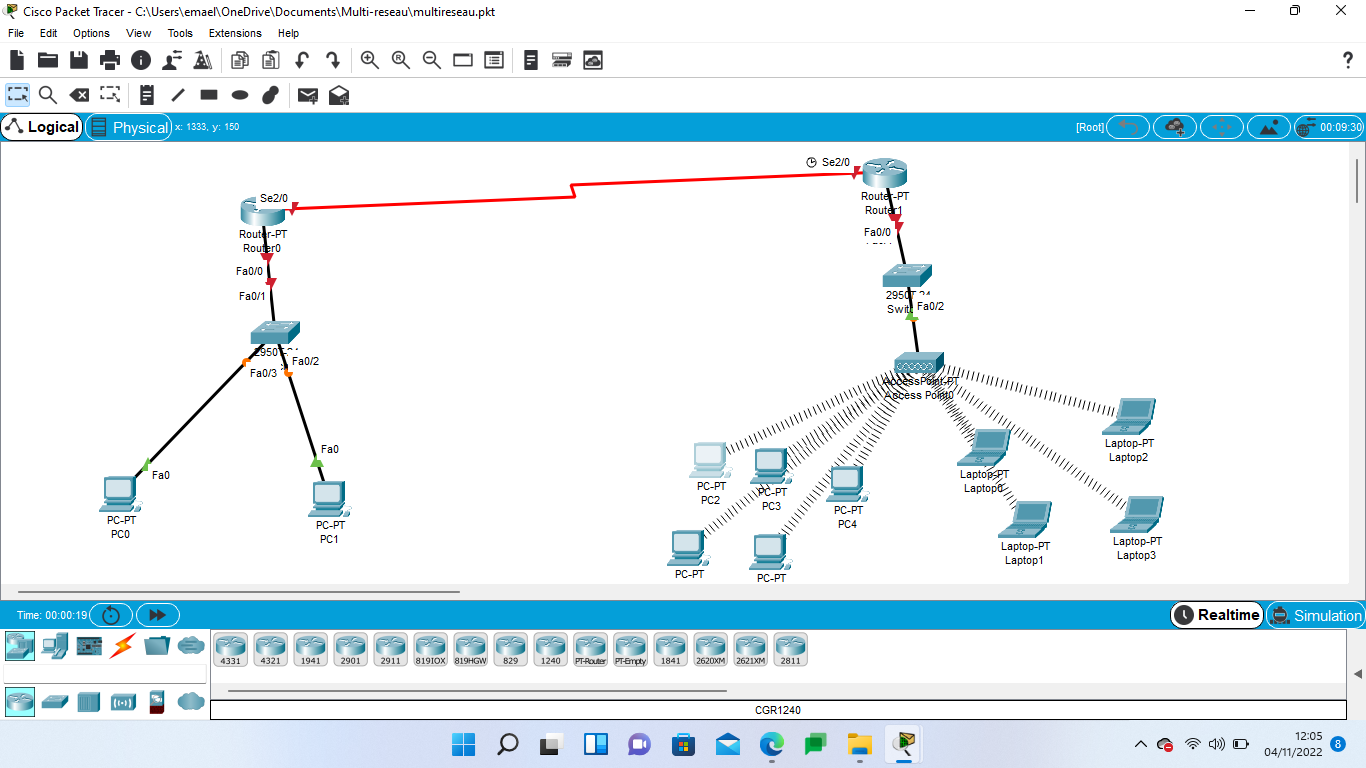 Cisco Packet Tracer - C:\Users\emael\OneDrive\Documents\Multi-reseau\multireseau.pkt
File Edit Options View Tools Extensions Help
Logical Physical x: 1333, y: 150 [Root] 00:09:30
Se2/0
Router-PT
Router0
Fa0/0
Fa0/1
Fa0/2
Fa0/3
Fa0
PC-PT
PC0
Fa0
PC-PT
PC1
Se2/0
Router-PT
Router1
Fa0/0
Fa0/2
AccessPoint-PT
Access Point0
PC-PT
PC2
PC-PT
PC3
PC-PT
PC4
PC-PT
PC-PT
Laptop-PT
Laptop0
Laptop-PT
Laptop1
Laptop-PT
Laptop2
Laptop-PT
Laptop3
Time: 00:00:19 Realtime Simulation
4331 4321 1941 2901 2911 819IOX 819HGW 829 1240 PT-Router PT-Empty 1841 2620XM 2621XM 2811
CGR1240
12:05
04/11/2022
8